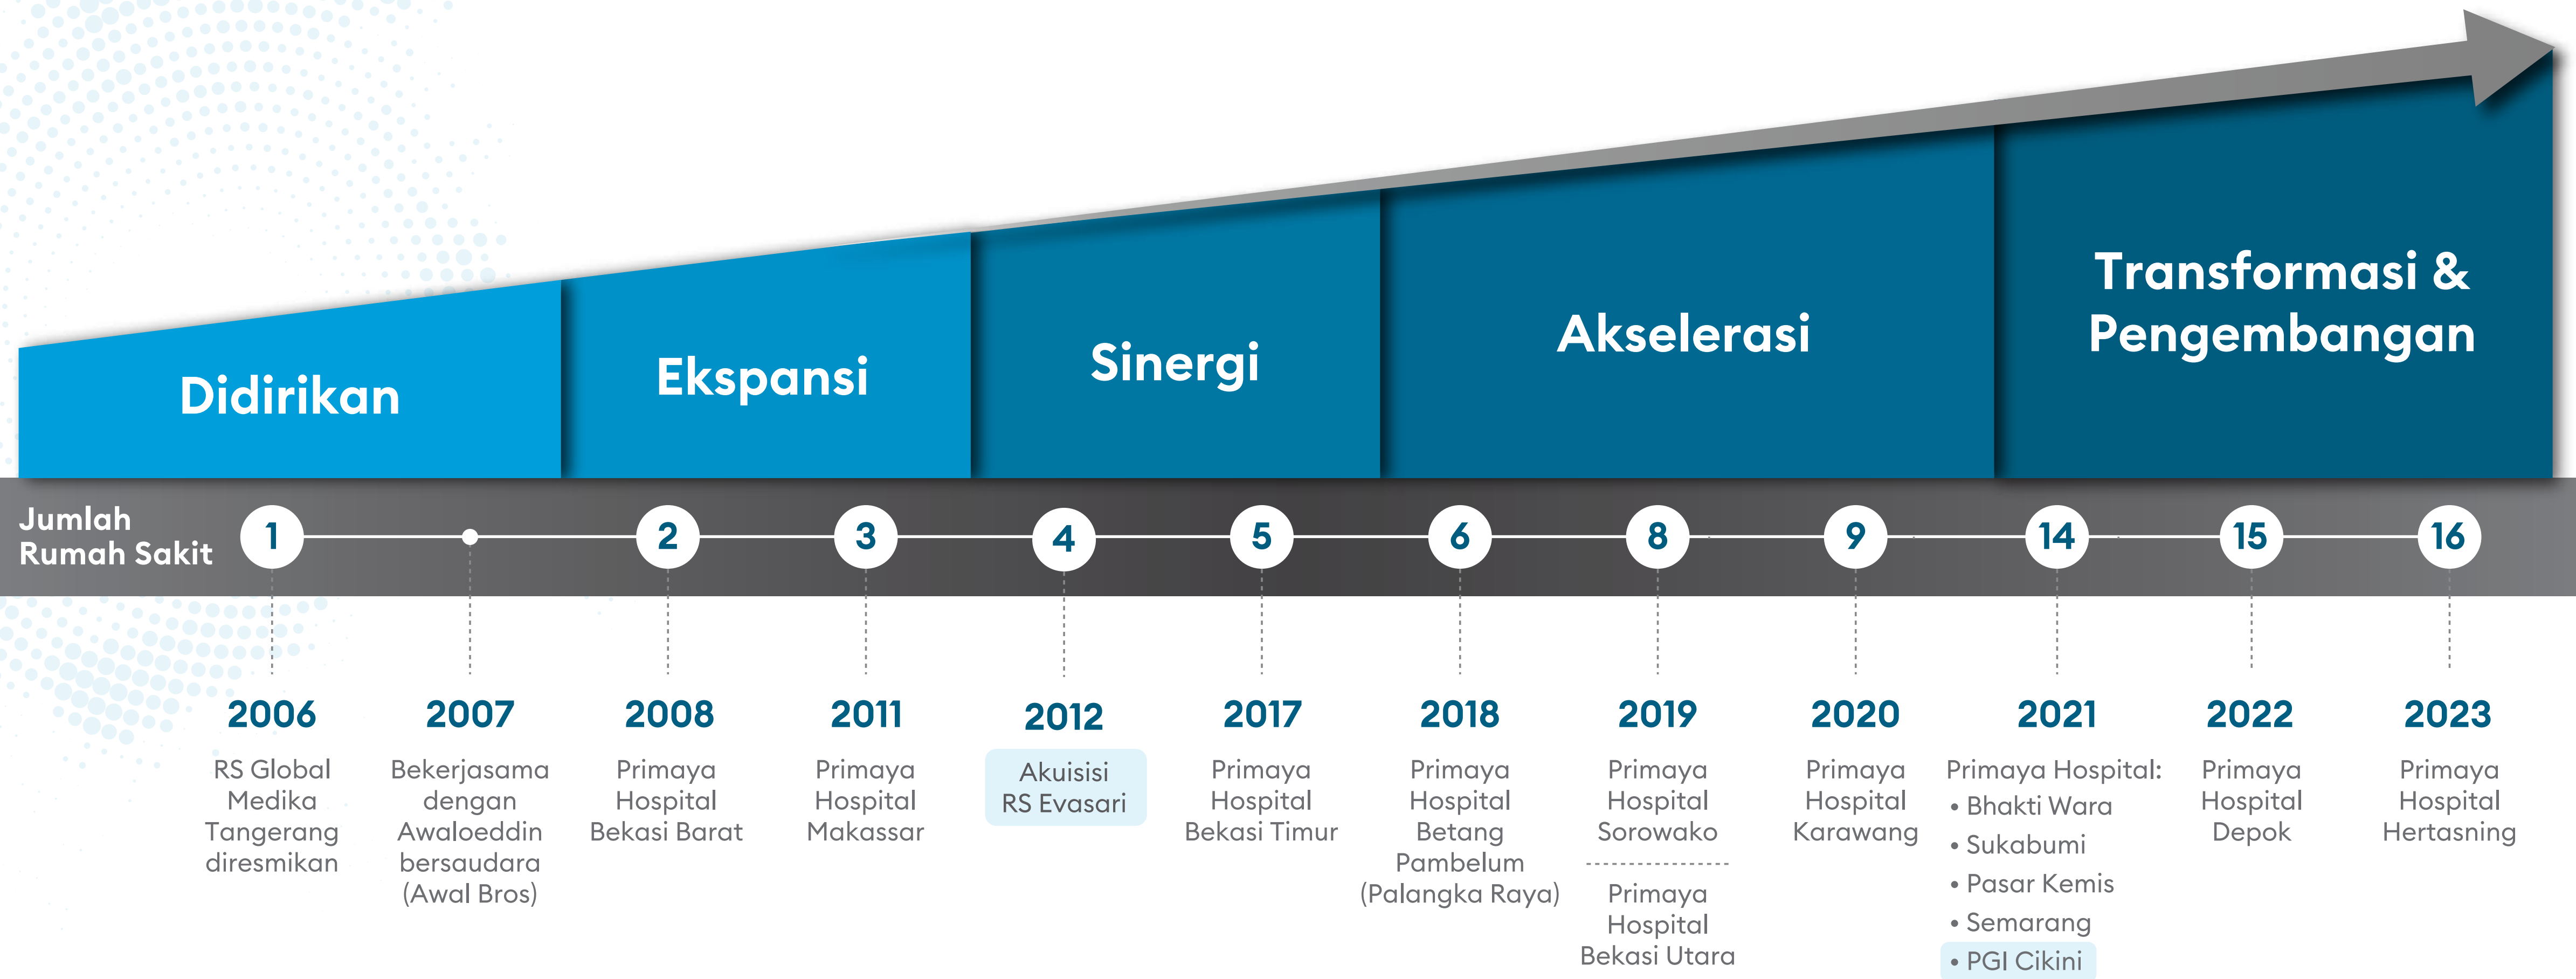 Didirikan
Ekspansi
Sinergi
Akselerasi
Transformasi &
Pengembangan
Jumlah
Rumah Sakit
1
2
3
4
5
6
8
9
14
15
16
2006
RS Global
Medika
Tangerang
diresmikan
2007
Bekerjasama
dengan
Awaloeddin
bersaudara
(Awal Bros)
2008
Primaya
Hospital
Bekasi Barat
2011
Primaya
Hospital
Makassar
2012
Akuisisi
RS Evasari
2017
Primaya
Hospital
Bekasi Timur
2018
Primaya
Hospital
Betang
Pambelum
(Palangka Raya)
2019
Primaya
Hospital
Sorowako
Primaya
Hospital
Bekasi Utara
2020
Primaya
Hospital
Karawang
2021
Primaya Hospital:
• Bhakti Wara
• Sukabumi
• Pasar Kemis
• Semarang
• PGI Cikini
2022
Primaya
Hospital
Depok
2023
Primaya
Hospital
Hertasning